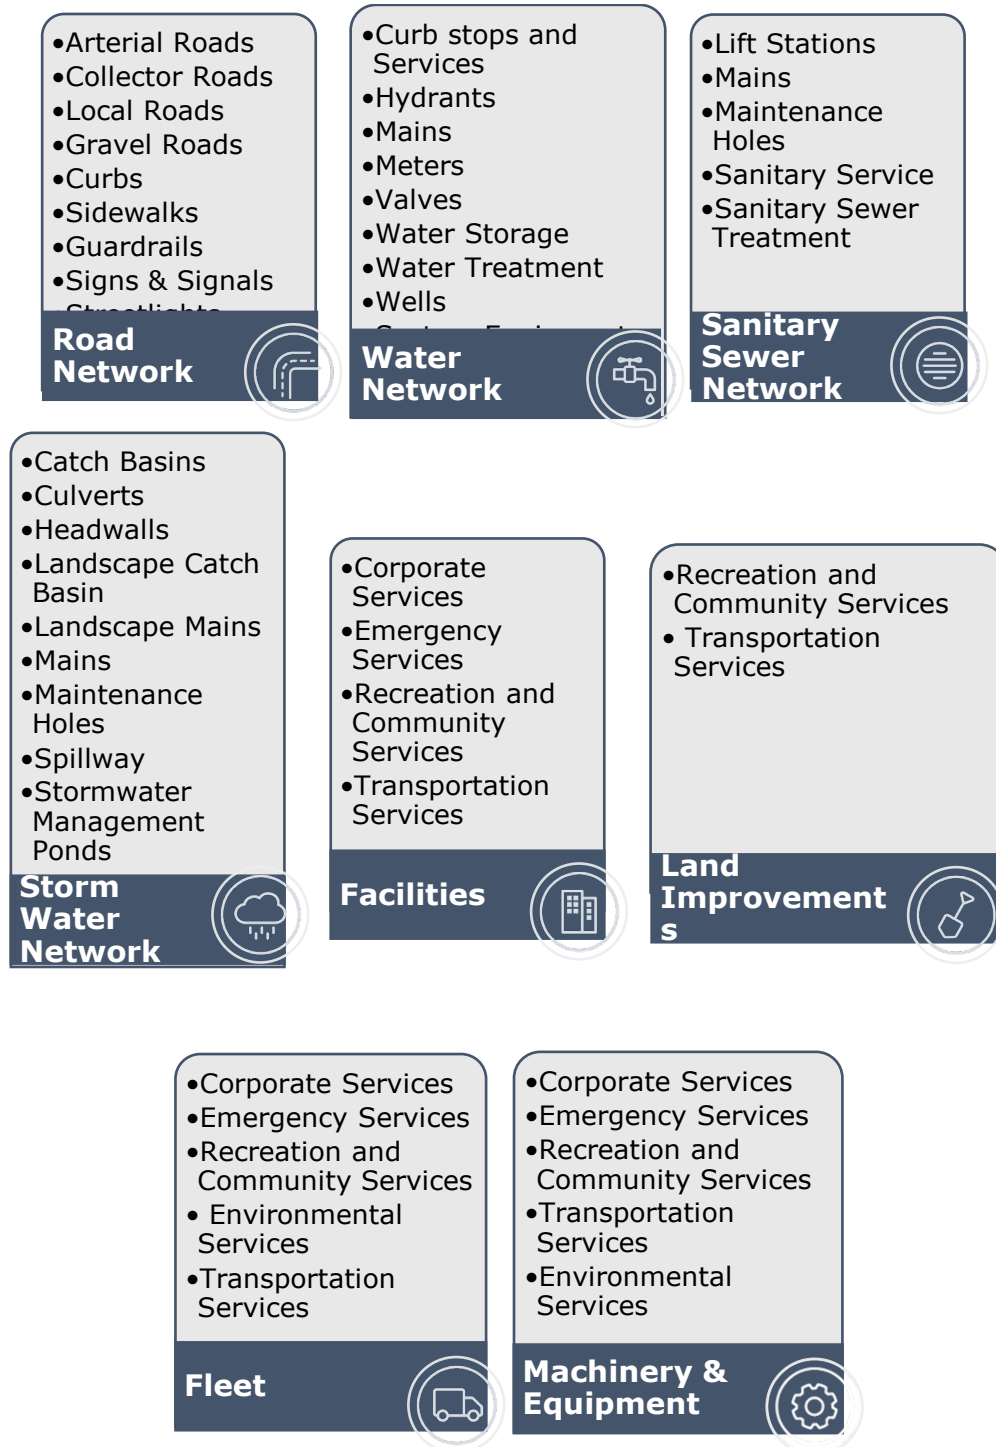 •Arterial Roads
•Collector Roads
•Local Roads
•Gravel Roads
•Curbs
•Sidewalks
•Guardrails
•Signs & Signals
•Streetlights
Road
Network
•Curb stops and
Services
•Hydrants
•Mains
•Meters
•Valves
•Water Storage
•Water Treatment
•Wells
Water
Network
•Lift Stations
•Mains
•Maintenance
Holes
•Sanitary Service
•Sanitary Sewer
Treatment
Sanitary
Sewer
Network
•Catch Basins
•Culverts
•Headwalls
•Landscape Catch
Basin
•Landscape Mains
•Mains
•Maintenance
Holes
•Spillway
•Stormwater
Management
Ponds
Storm
Water
Network
•Corporate
Services
•Emergency
Services
•Recreation and
Community
Services
•Transportation
Services
Facilities
•Recreation and
Community Services
• Transportation
Services
Land
Improvement
s
•Corporate Services
•Emergency Services
•Recreation and
Community Services
• Environmental
Services
•Transportation
Services
Fleet
•Corporate Services
•Emergency Services
•Recreation and
Community Services
•Transportation
Services
•Environmental
Services
Machinery &
Equipment